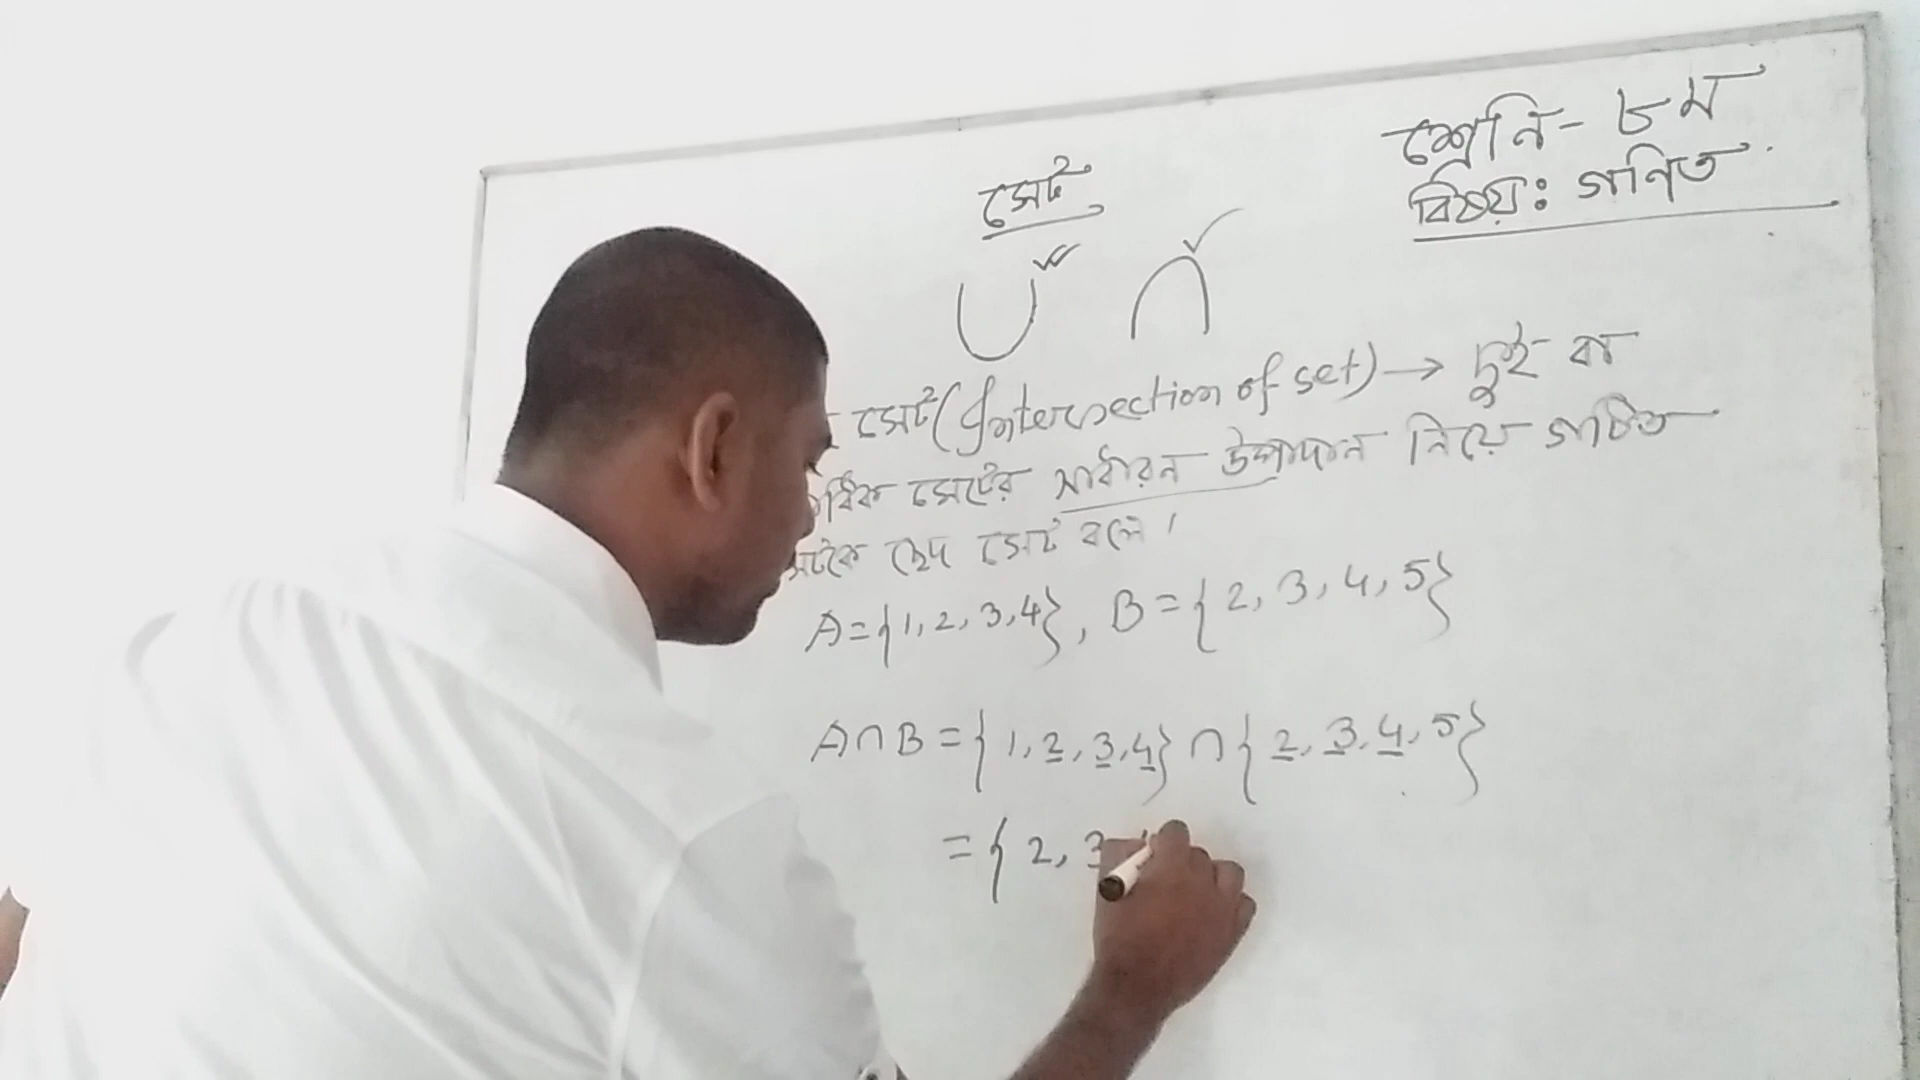 শ্রেনি- ৮ম
বিষয়: গনিত
সেট
∪ ∩
সেট (Intersection of set) → দুই বা
সেটের সাধারন উপাদান নিয়ে গঠিত
ছেদ সেট বলে।
A={1,2,3,4}, B={2,3,4,5}
A∩B={1,2,3,4}∩{2,3,4,5}
={2,3